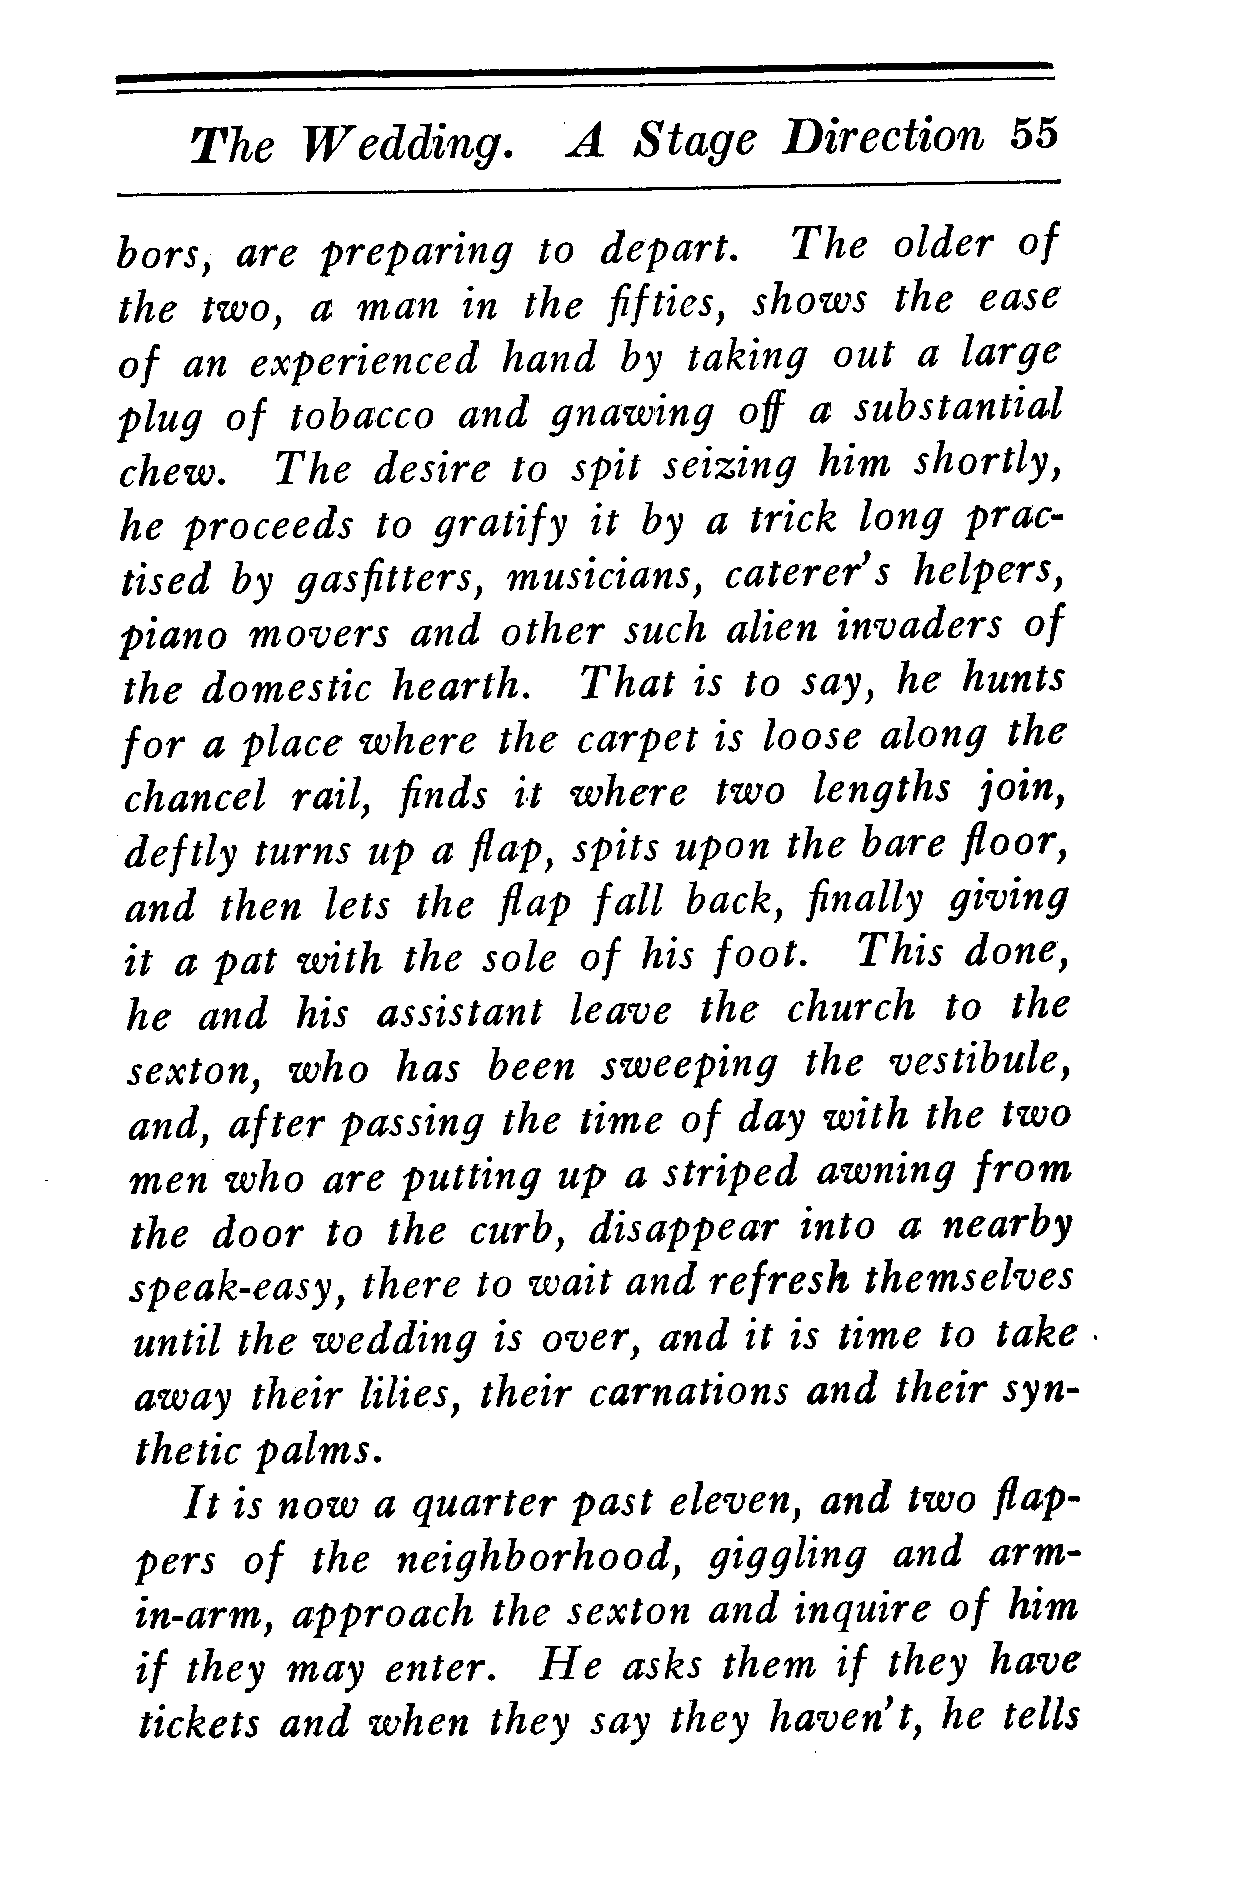 The Wedding. A Stage Direction 55
bors, are preparing to depart. The older of
the two, a man in the fifties, shows the ease
of an experienced hand by taking out a large
plug of tobacco and gnawing off a substantial
chew. The desire to spit seizing him shortly,
he proceeds to gratify it by a trick long prac-
tised by gasfitters, musicians, caterer's helpers,
piano movers and other such alien invaders of
the domestic hearth. That is to say, he hunts
for a place where the carpet is loose along the
chancel rail, finds it where two lengths join,
deftly turns up a flap, spits upon the bare floor,
and then lets the flap fall back, finally giving
it a pat with the sole of his foot. This done,
he and his assistant leave the church to the
sexton, who has been sweeping the vestibule,
and, after passing the time of day with the two
men who are putting up a striped awning from
the door to the curb, disappear into a nearby
speak-easy, there to wait and refresh themselves
until the wedding is over, and it is time to take
away their lilies, their carnations and their syn-
thetic palms.
It is now a quarter past eleven, and two flap-
pers of the neighborhood, giggling and arm-
in-arm, approach the sexton and inquire of him
if they may enter. He asks them if they have
tickets and when they say they haven't, he tells